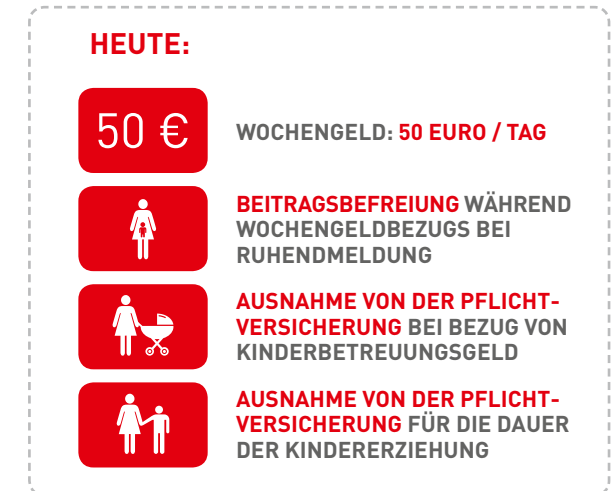 HEUTE:
50 €
WOCHENGELD: 50 EURO / TAG
BEITRAGSBEFREIUNG WÄHREND
WOCHENGELDBEZUGS BEI
RUHENDMELDUNG
AUSNAHME VON DER PFLICHT-
VERSICHERUNG BEI BEZUG VON
KINDERBETREUUNGSGELD
AUSNAHME VON DER PFLICHT-
VERSICHERUNG FÜR DIE DAUER
DER KINDERERZIEHUNG